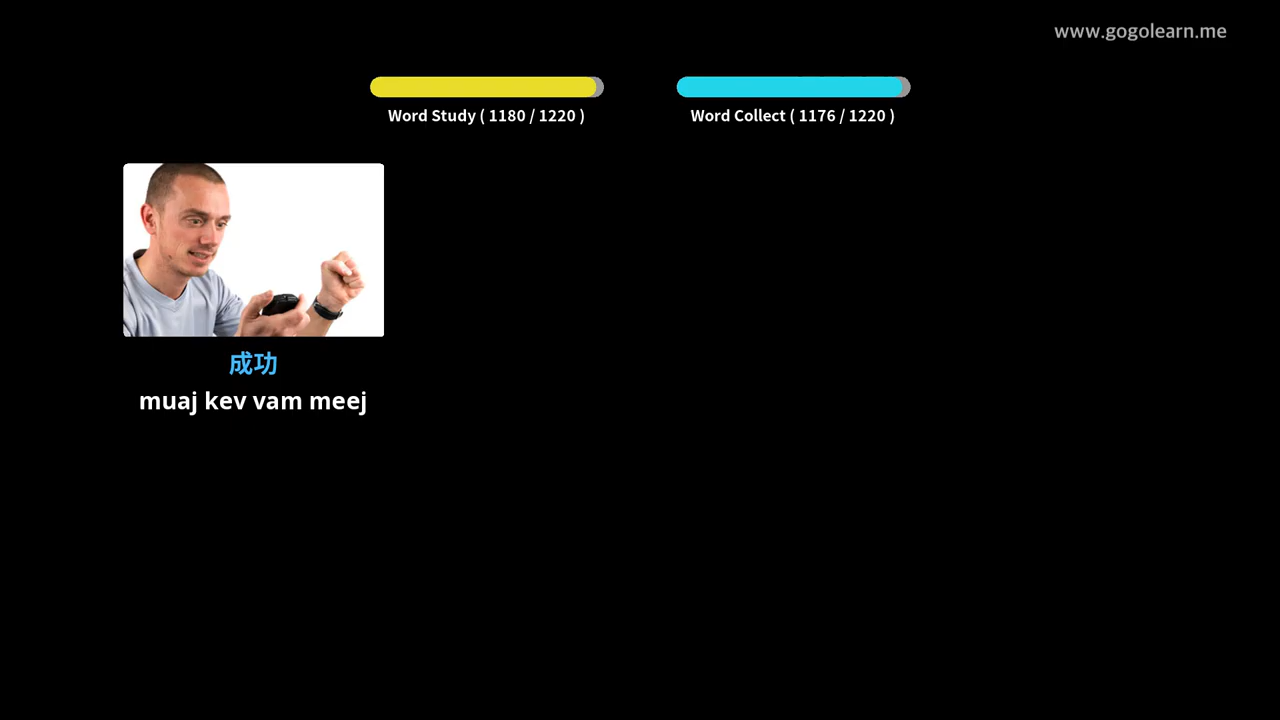 www.gogolearn.me
Word Study ( 1180 / 1220 )
Word Collect ( 1176 / 1220 )
成功
muaj kev vam meej